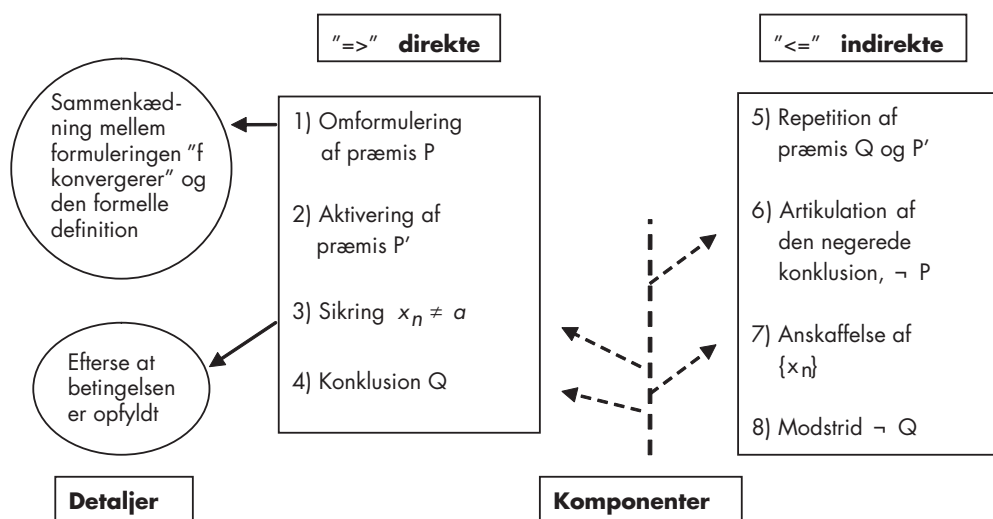 "=>" direkte
"<=" indirekte
Sammenkæd-
ning mellem
formuleringen "f
konvergerer" og
den formelle
definition
Efterse at
betingelsen
er opfyldt
1) Omformulering
af præmis P
2) Aktivering af
præmis P'
3) Sikring xₙ ≠ a
4) Konklusion Q
5) Repetition af
præmis Q og P'
6) Artikulation af
den negerede
konklusion, ¬ P
7) Anskaffelse af
{xₙ}
8) Modstrid ¬ Q
Detaljer
Komponenter